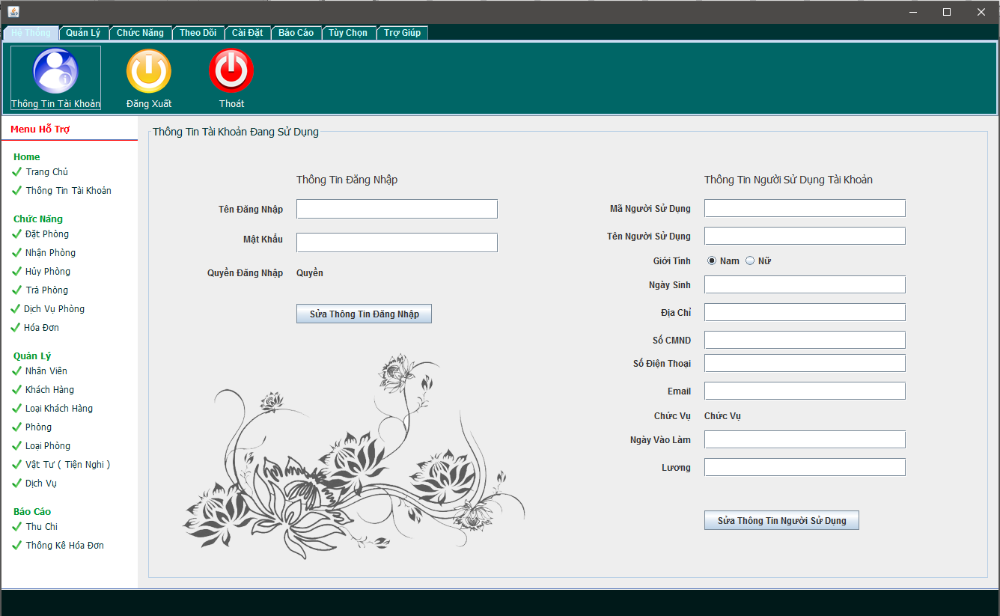 Hệ Thống Quản Lý Chức Năng Theo Dõi Cài Đặt Báo Cáo Tùy Chọn Trợ Giúp
Thông Tin Tài Khoản Đăng Xuất Thoát
Menu Hỗ Trợ
Home
Trang Chủ
Thông Tin Tài Khoản
Chức Năng
Đặt Phòng
Nhận Phòng
Hủy Phòng
Trả Phòng
Dịch Vụ Phòng
Hóa Đơn
Quản Lý
Nhân Viên
Khách Hàng
Loại Khách Hàng
Phòng
Loại Phòng
Vật Tư ( Tiện Nghi )
Dịch Vụ
Báo Cáo
Thu Chi
Thông Kê Hóa Đơn
Thông Tin Tài Khoản Đang Sử Dụng
Thông Tin Đăng Nhập
Tên Đăng Nhập
Mật Khẩu
Quyền Đăng Nhập Quyền
Sửa Thông Tin Đăng Nhập
Thông Tin Người Sử Dụng Tài Khoản
Mã Người Sử Dụng
Tên Người Sử Dụng
Giới Tính Nam Nữ
Ngày Sinh
Địa Chỉ
Số CMND
Số Điện Thoại
Email
Chức Vụ Chức Vụ
Ngày Vào Làm
Lương
Sửa Thông Tin Người Sử Dụng